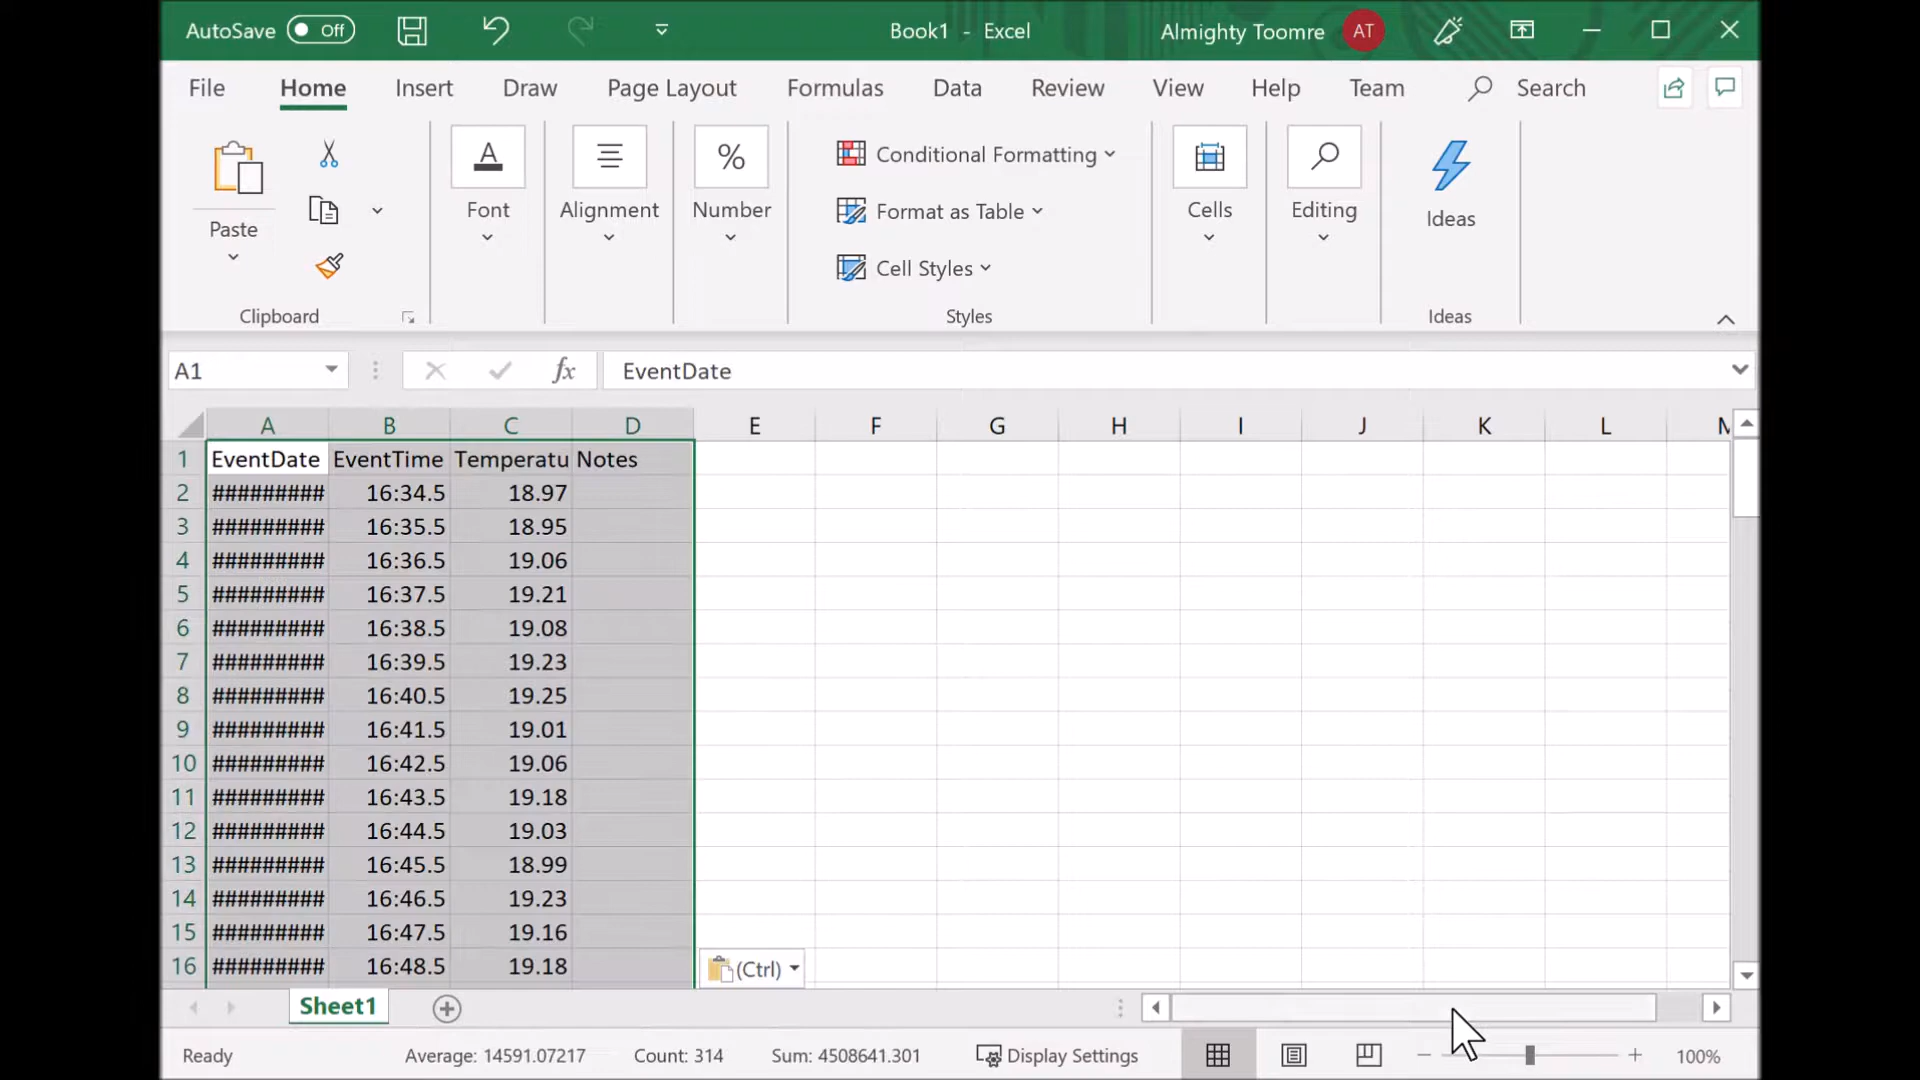 AutoSave Off Book1 - Excel Almighty Toomre AT
File Home Insert Draw Page Layout Formulas Data Review View Help Team Search
Paste Font Alignment Number % Conditional Formatting Format as Table Cell Styles Cells Editing Ideas
Clipboard Styles Ideas
A1 fx EventDate
A B C D E F G H I J K L M
1 EventDate EventTime Temperatu Notes
2 ######### 16:34.5 18.97
3 ######### 16:35.5 18.95
4 ######### 16:36.5 19.06
5 ######### 16:37.5 19.21
6 ######### 16:38.5 19.08
7 ######### 16:39.5 19.23
8 ######### 16:40.5 19.25
9 ######### 16:41.5 19.01
10 ######### 16:42.5 19.06
11 ######### 16:43.5 19.18
12 ######### 16:44.5 19.03
13 ######### 16:45.5 18.99
14 ######### 16:46.5 19.23
15 ######### 16:47.5 19.16
16 ######### 16:48.5 19.18
(Ctrl)
Sheet1
Ready Average: 14591.07217 Count: 314 Sum: 4508641.301 Display Settings 100%